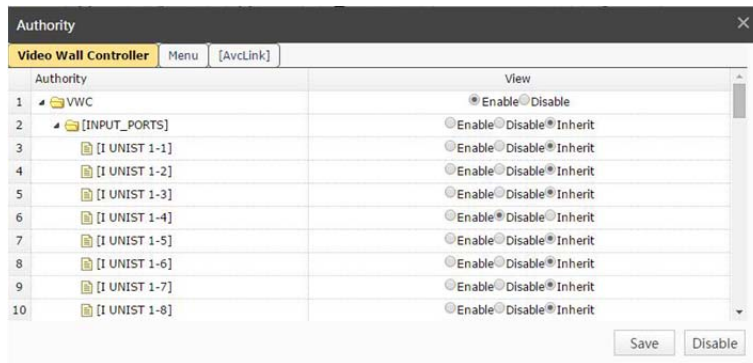 Authority
Video Wall Controller Menu [AvcLink]
Authority View
1 VWC Enable Disable
2 [INPUT_PORTS] Enable Disable Inherit
3 [I UNIST 1-1] Enable Disable Inherit
4 [I UNIST 1-2] Enable Disable Inherit
5 [I UNIST 1-3] Enable Disable Inherit
6 [I UNIST 1-4] Enable Disable Inherit
7 [I UNIST 1-5] Enable Disable Inherit
8 [I UNIST 1-6] Enable Disable Inherit
9 [I UNIST 1-7] Enable Disable Inherit
10 [I UNIST 1-8] Enable Disable Inherit
Save Disable